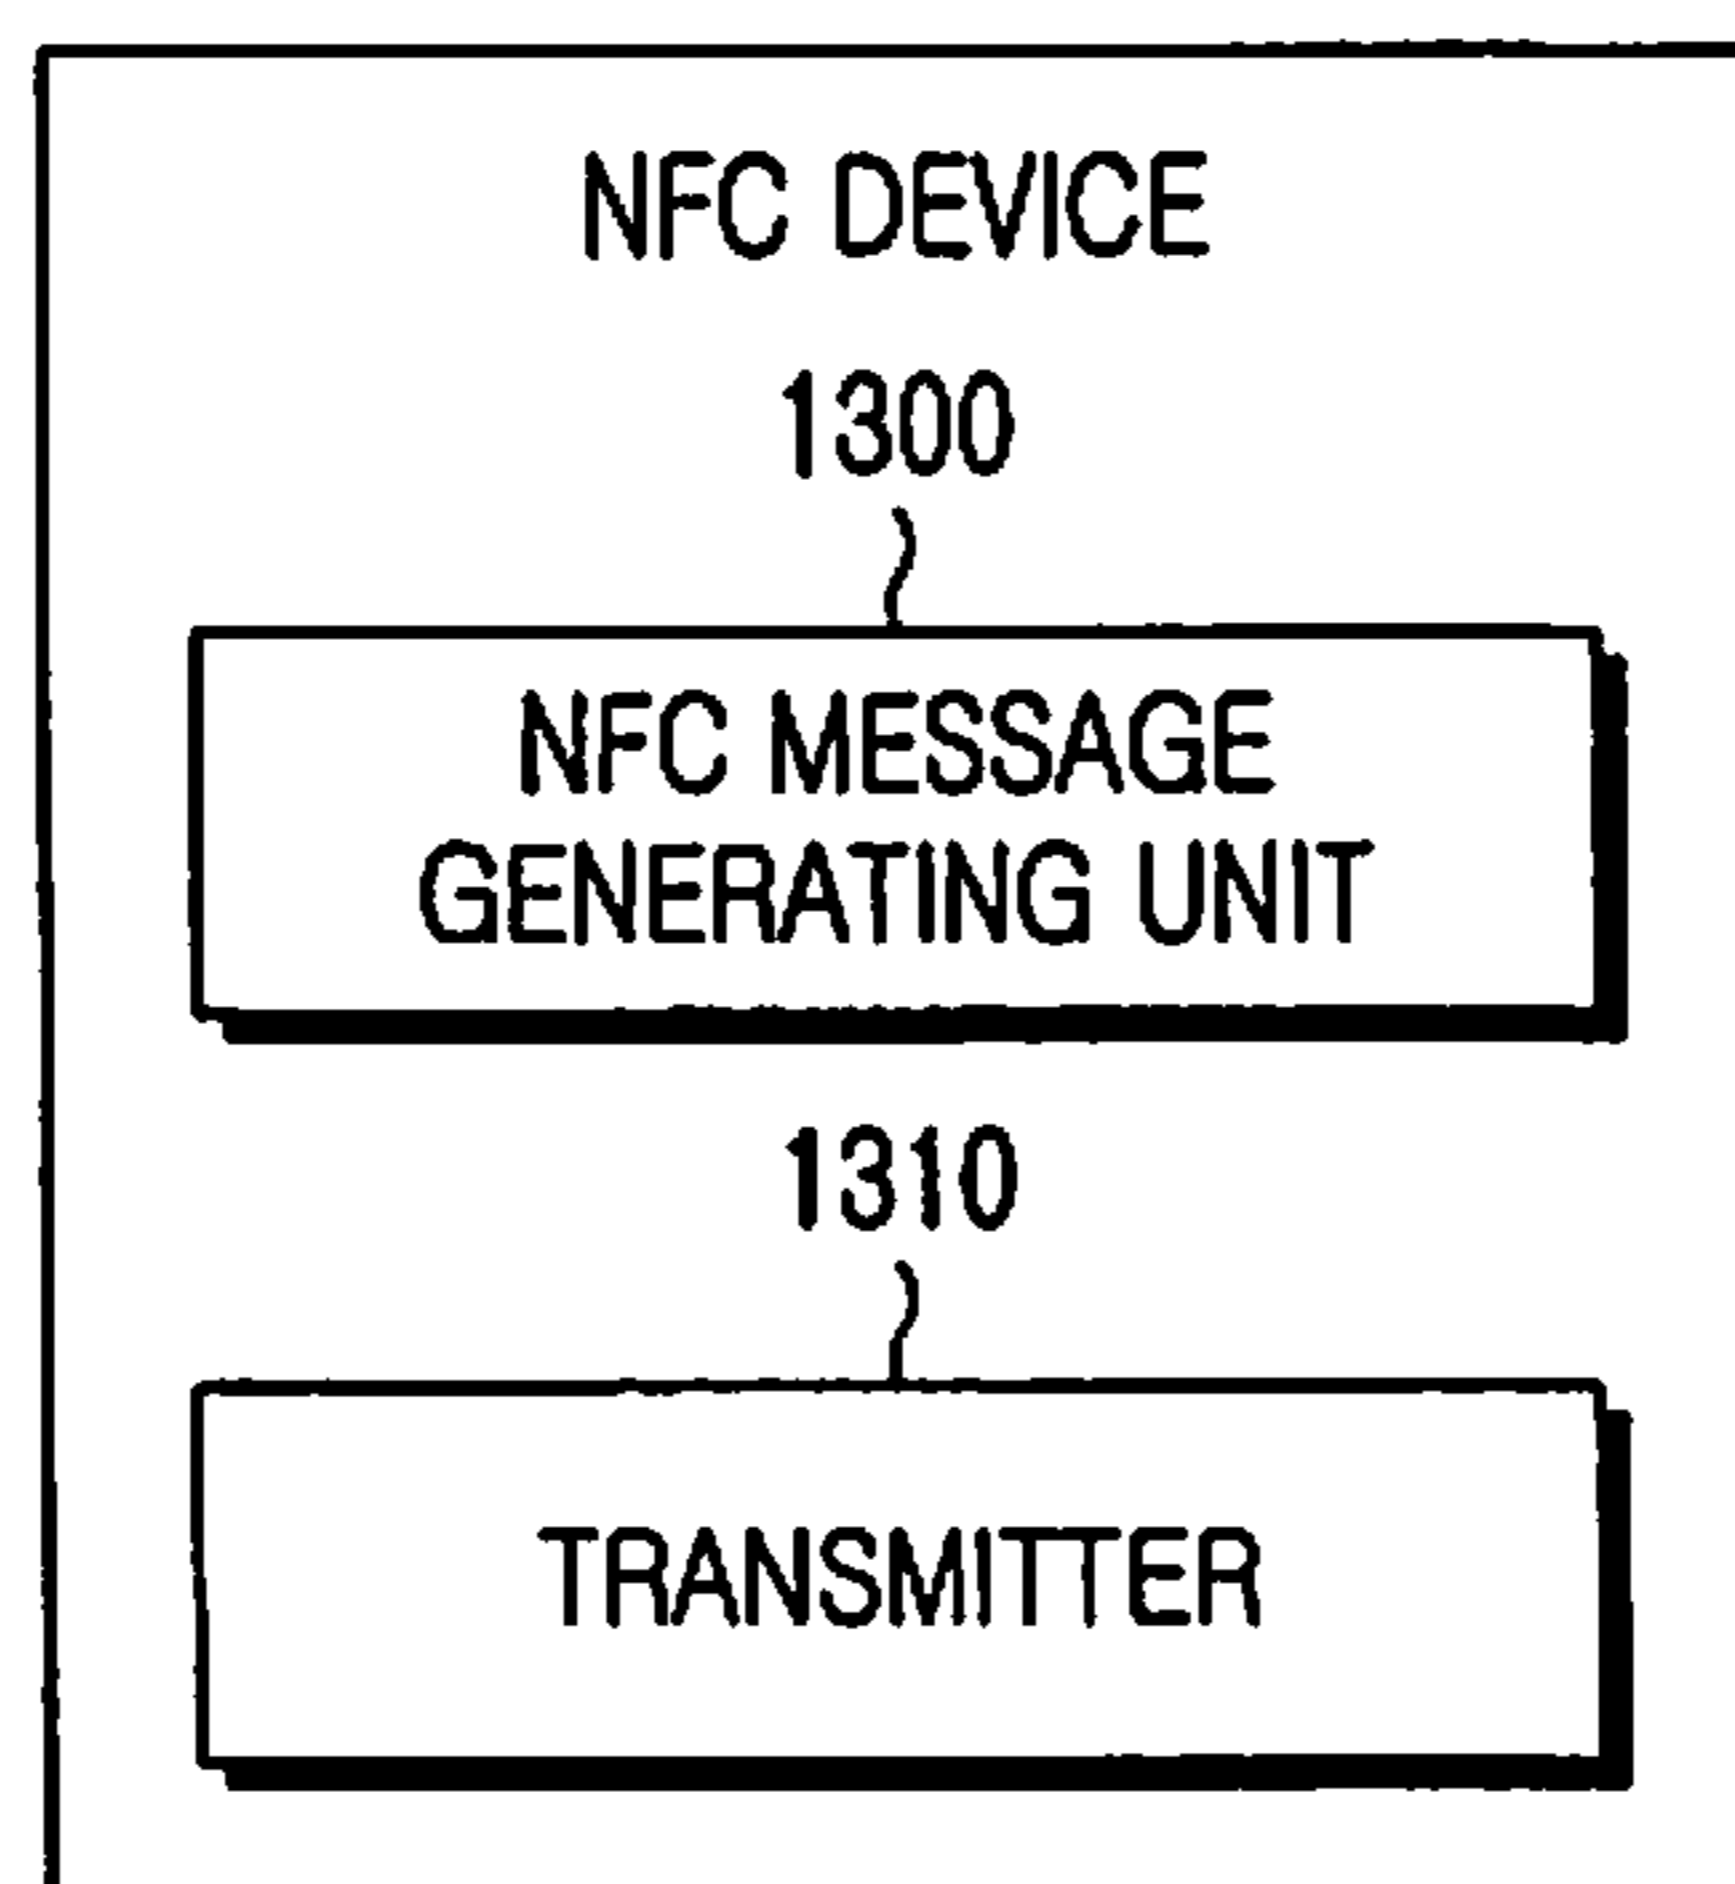 NFC DEVICE
1300
NFC MESSAGE
GENERATING UNIT
1310
TRANSMITTER